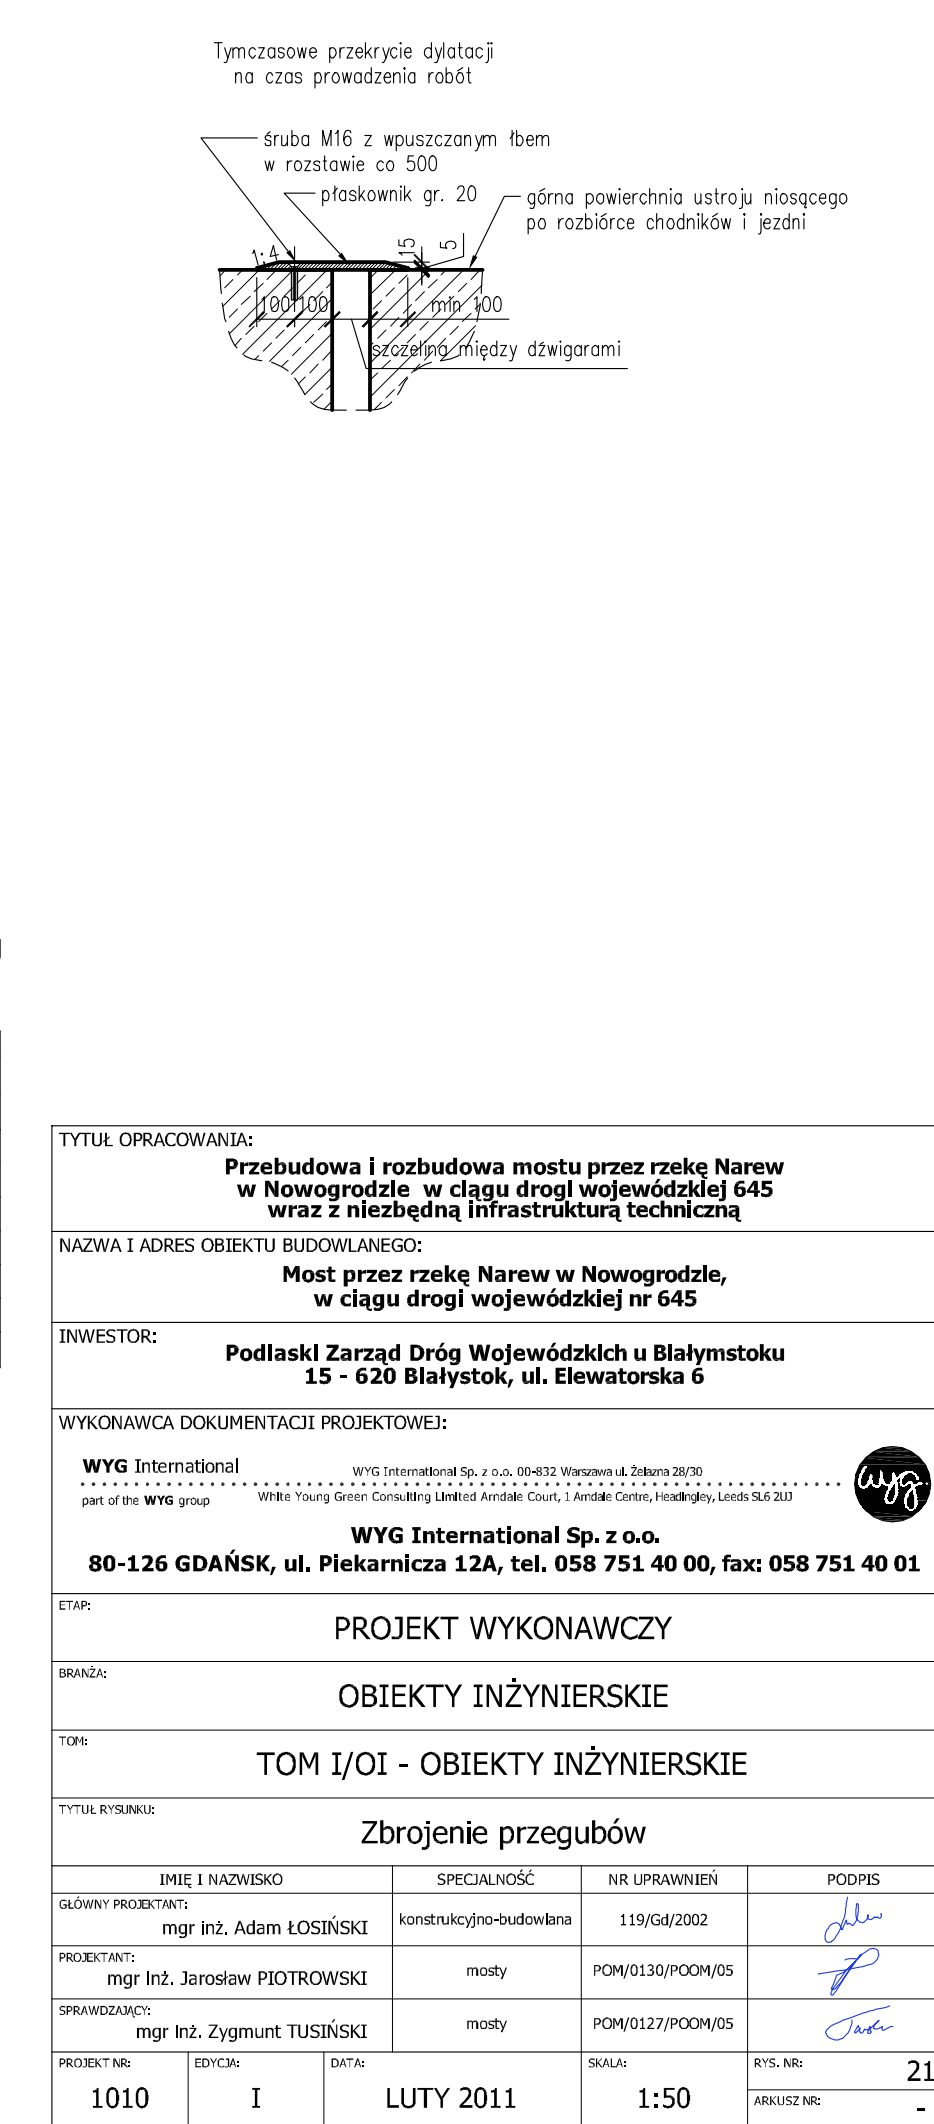 Tymczasowe przekrycie dylatacji
na czas prowadzenia robót
śruba M16 z wpuszczanym łbem
w rozstawie co 500
płaskownik gr. 20
górna powierzchnia ustroju niosącego
po rozbiórce chodników i jezdni
1:4
15
5
100 100
min 100
szczelina między dźwigarami
TYTUŁ OPRACOWANIA:
Przebudowa i rozbudowa mostu przez rzekę Narew
w Nowogrodzie w ciągu drogi wojewódzkiej 645
wraz z niezbędną infrastrukturą techniczną
NAZWA I ADRES OBIEKTU BUDOWLANEGO:
Most przez rzekę Narew w Nowogrodzie,
w ciągu drogi wojewódzkiej nr 645
INWESTOR:
Podlaski Zarząd Dróg Wojewódzkich u Białymstoku
15 - 620 Białystok, ul. Elewatorska 6
WYKONAWCA DOKUMENTACJI PROJEKTOWEJ:
WYG International
WYG International Sp. z o.o. 00-832 Warszawa ul. Żelazna 28/30
wyg
part of the WYG group
White Young Green Consulting Limited Arndale Court, 1 Arndale Centre, Headingley, Leeds SL6 2UJ
WYG International Sp. z o.o.
80-126 GDAŃSK, ul. Piekarnicza 12A, tel. 058 751 40 00, fax: 058 751 40 01
ETAP:
PROJEKT WYKONAWCZY
BRANŻA:
OBIEKTY INŻYNIERSKIE
TOM:
TOM I/OI - OBIEKTY INŻYNIERSKIE
TYTUŁ RYSUNKU:
Zbrojenie przegubów
IMIĘ I NAZWISKO SPECJALNOŚĆ NR UPRAWNIEŃ PODPIS
GŁÓWNY PROJEKTANT:
mgr inż. Adam ŁOSIŃSKI konstrukcyjno-budowlana 119/Gd/2002
PROJEKTANT:
mgr inż. Jarosław PIOTROWSKI mosty POM/0130/POOM/05
SPRAWDZAJĄCY:
mgr inż. Zygmunt TUSIŃSKI mosty POM/0127/POOM/05
PROJEKT NR: EDYCJA: DATA: SKALA: RYS. NR: 21
1010 I LUTY 2011 1:50
ARKUSZ NR: -